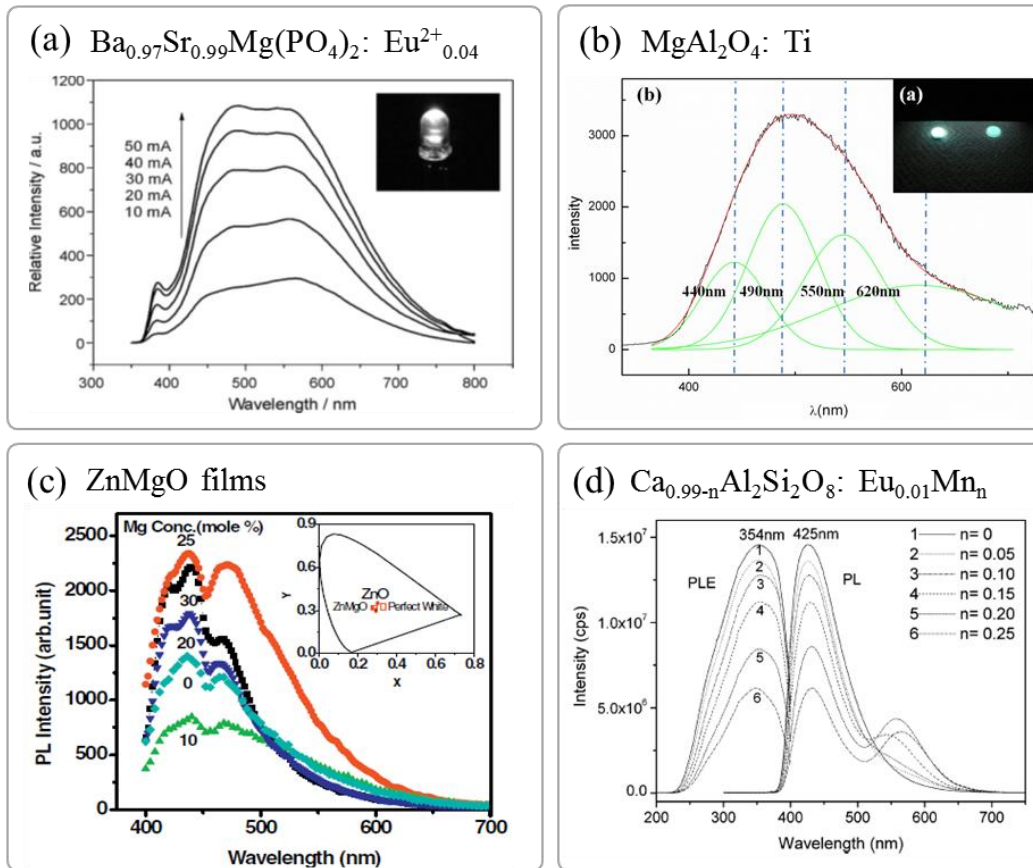 (a) Ba0.97Sr0.99Mg(PO4)2: Eu2+0.04
1200
1000
800
600
400
200
0
50 mA
40 mA
30 mA
20 mA
10 mA
Relative Intensity / a.u.
300 400 500 600 700 800
Wavelength / nm
(b) MgAl2O4: Ti
(b)
(a)
3000
2000
1000
0
intensity
440nm 490nm 550nm 620nm
400 600
λ(nm)
(c) ZnMgO films
2500
2000
1500
1000
500
0
PL Intensity (arb.unit)
Mg Conc.(mole %)
25
30
20
0
10
0.9
0.6
0.3
0.0
Y
ZnO
ZnMgO Perfect White
0.0 0.2 0.4 0.6 0.8
X
400 500 600 700
Wavelength (nm)
(d) Ca0.99-nAl2Si2O8: Eu0.01Mnn
1.5x10^7
1.0x10^7
5.0x10^6
0.0
Intensity (cps)
354nm 425nm
PLE PL
1
2
3
4
5
6
1 n= 0
2 n= 0.05
3 n= 0.10
4 n= 0.15
5 n= 0.20
6 n= 0.25
200 300 400 500 600 700
Wavelength (nm)